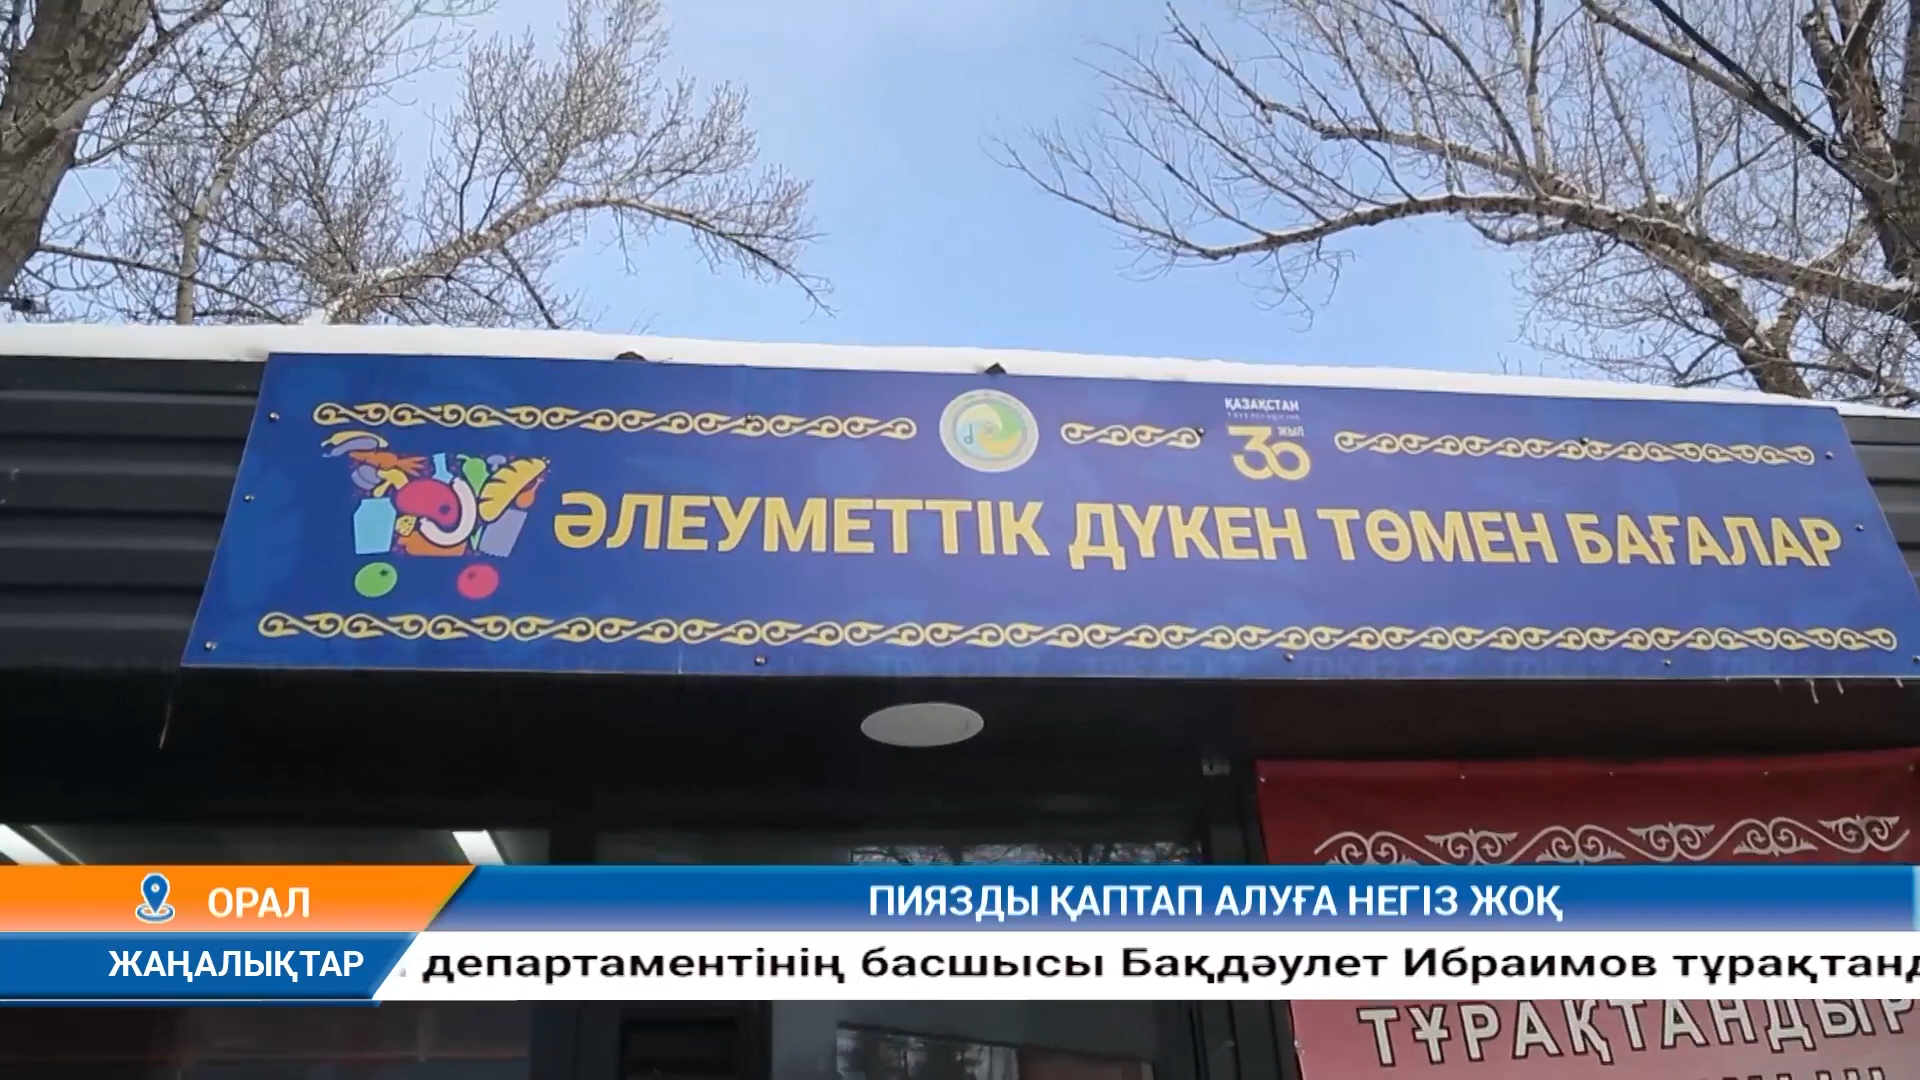 ҚАЗАҚСТАН
30 ЖЫЛ
ӘЛЕУМЕТТІК ДҮКЕН ТӨМЕН БАҒАЛАР
ОРАЛ
ПИЯЗДЫ ҚАПТАП АЛУҒА НЕГІЗ ЖОҚ
ЖАҢАЛЫҚТАР
департаментінің басшысы Бақдәулет Ибраимов тұрақтанд
ТҰРАҚТАНДЫР